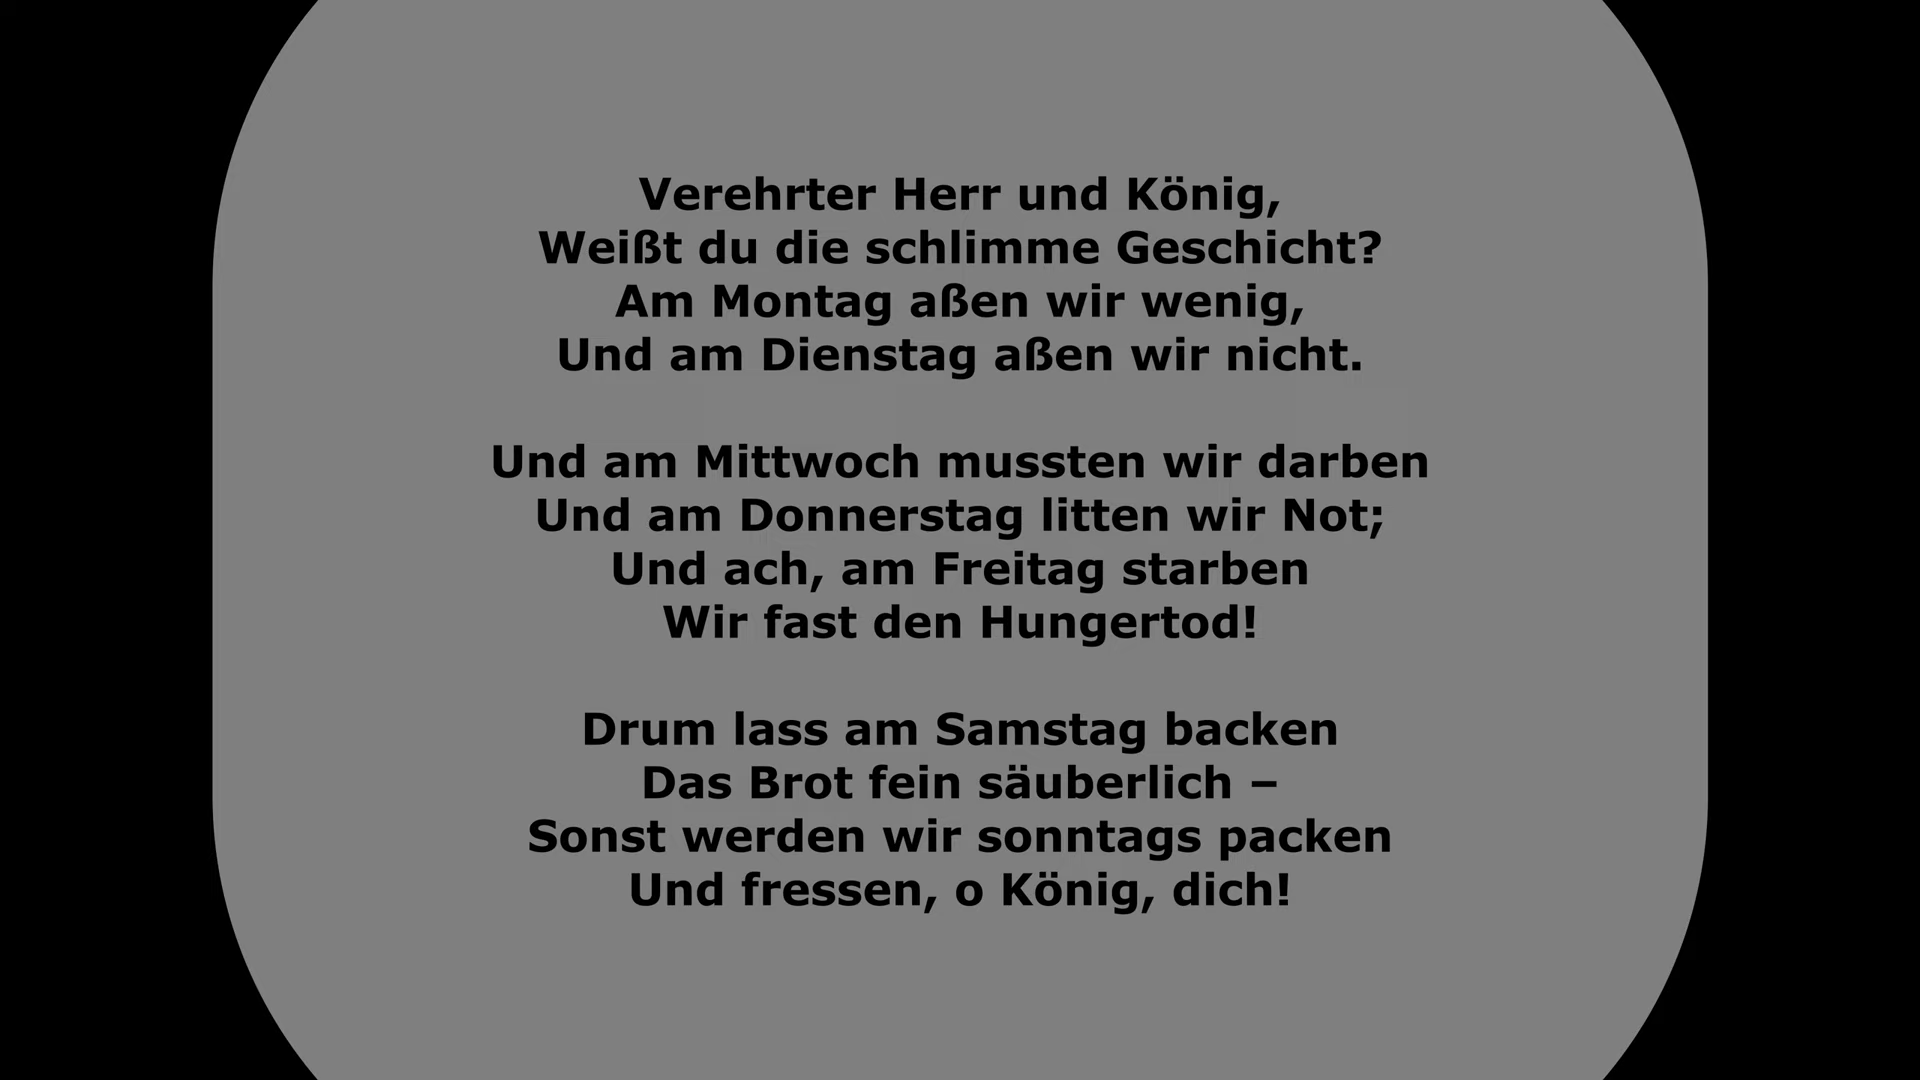 Verehrter Herr und König,
Weißt du die schlimme Geschicht?
Am Montag aßen wir wenig,
Und am Dienstag aßen wir nicht.
Und am Mittwoch mussten wir darben
Und am Donnerstag litten wir Not;
Und ach, am Freitag starben
Wir fast den Hungertod!
Drum lass am Samstag backen
Das Brot fein säuberlich –
Sonst werden wir sonntags packen
Und fressen, o König, dich!